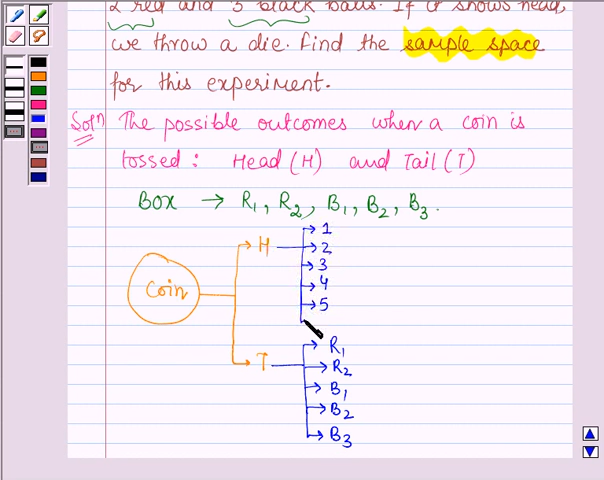 2 red and 3 black balls. If it shows head,
we throw a die. Find the sample space
for this experiment.
Solⁿ The possible outcomes when a coin is
tossed: Head (H) and Tail (T)
BOX → R1, R2, B1, B2, B3.
1
H 2
3
Coin 4
5
R1
T R2
B1
B2
B3